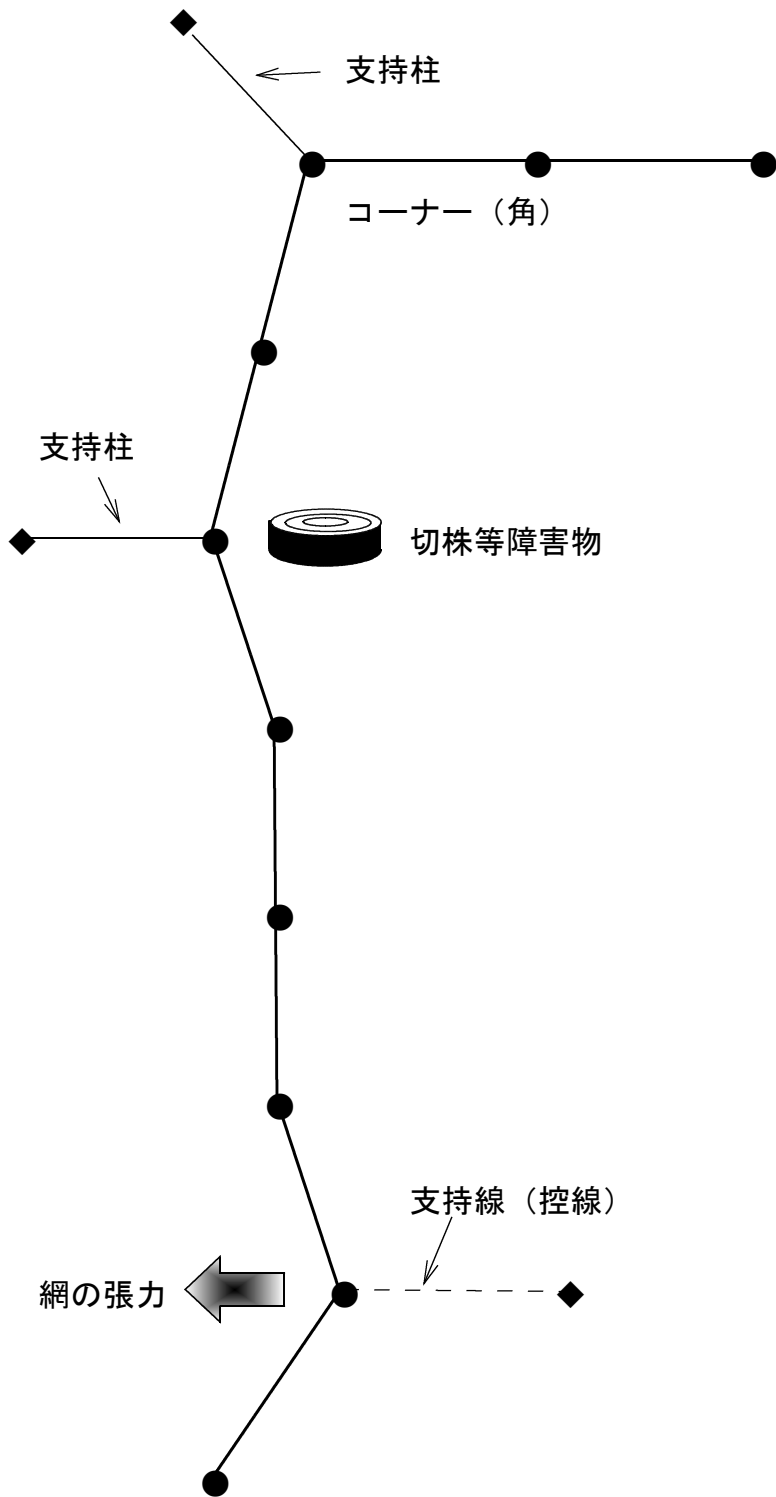 支持柱
コーナー（角）
支持柱
切株等障害物
支持線（控線）
網の張力